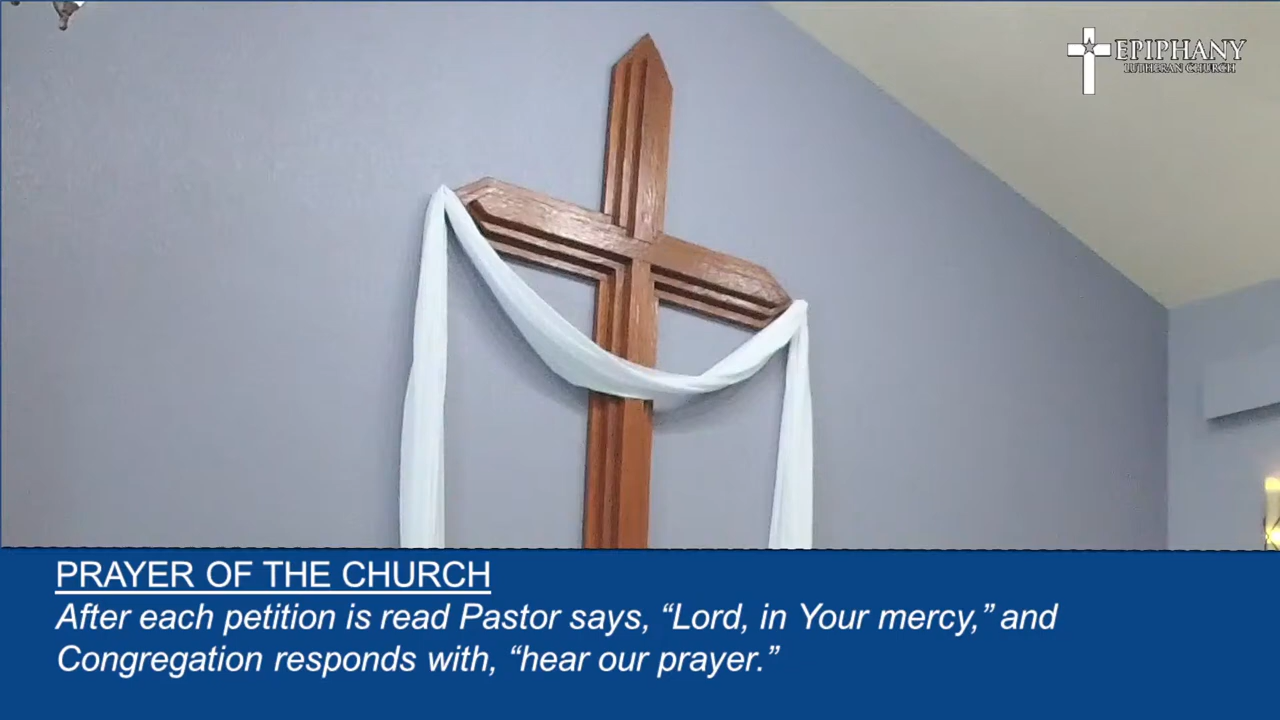 EPIPHANY
LUTHERAN CHURCH
PRAYER OF THE CHURCH
After each petition is read Pastor says, “Lord, in Your mercy,” and
Congregation responds with, “hear our prayer.”